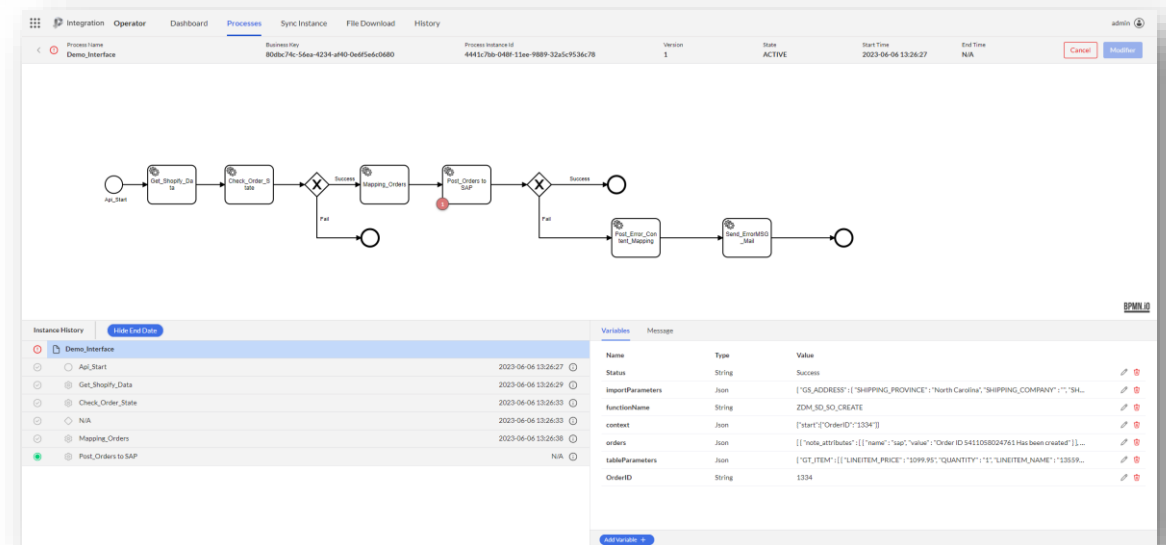 Integration Operator Dashboard Processes Sync Instance File Download History admin
Process Name Business Key Process Instance Id Version State Start Time End Time
Demo_Interface 80dbc74c-56ea-4234-af40-0e6f5e6c0680 4441c7bb-048f-11ee-9889-32a5c9536c78 1 ACTIVE 2023-06-06 13:26:27 N/A Cancel Modifier
Api_Start
Get_Shopify_Da
ta
Check_Order_S
tate
Success
Fail
Mapping_Orders
Post_Orders to
SAP
1
Success
Fail
Post_Error_Con
tent_Mapping
Send_ErrorMSG
_Mail
BPMN.iO
Instance History Hide End Date
Demo_Interface
Api_Start 2023-06-06 13:26:27
Get_Shopify_Data 2023-06-06 13:26:29
Check_Order_State 2023-06-06 13:26:33
N/A 2023-06-06 13:26:33
Mapping_Orders 2023-06-06 13:26:38
Post_Orders to SAP N/A
Variables Message
Name Type Value
Status String Success
importParameters Json {"GS_ADDRESS" : { "SHIPPING_PROVINCE" : "North Carolina", "SHIPPING_COMPANY" : "", "SH...
functionName String ZDM_SD_SO_CREATE
context Json {"start":{"OrderID":"1334"}}
orders Json [ { "note_attributes" : [ { "name" : "sap", "value" : "Order ID 5411058024761 Has been created" } ], ...
tableParameters Json { "GT_ITEM" : [ { "LINEITEM_PRICE" : "1099.95", "QUANTITY" : "1", "LINEITEM_NAME" : "13559...
OrderID String 1334
Add Variable +